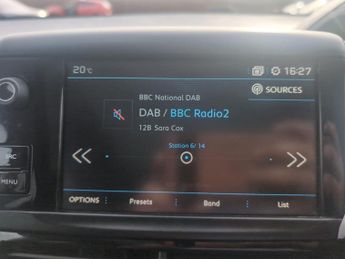 20°C
16:27
BBC National DAB
SOURCES
DAB / BBC Radio2
12B Sara Cox
Station 6/ 14
SRC
MENU
OPTIONS
Presets
Band
List